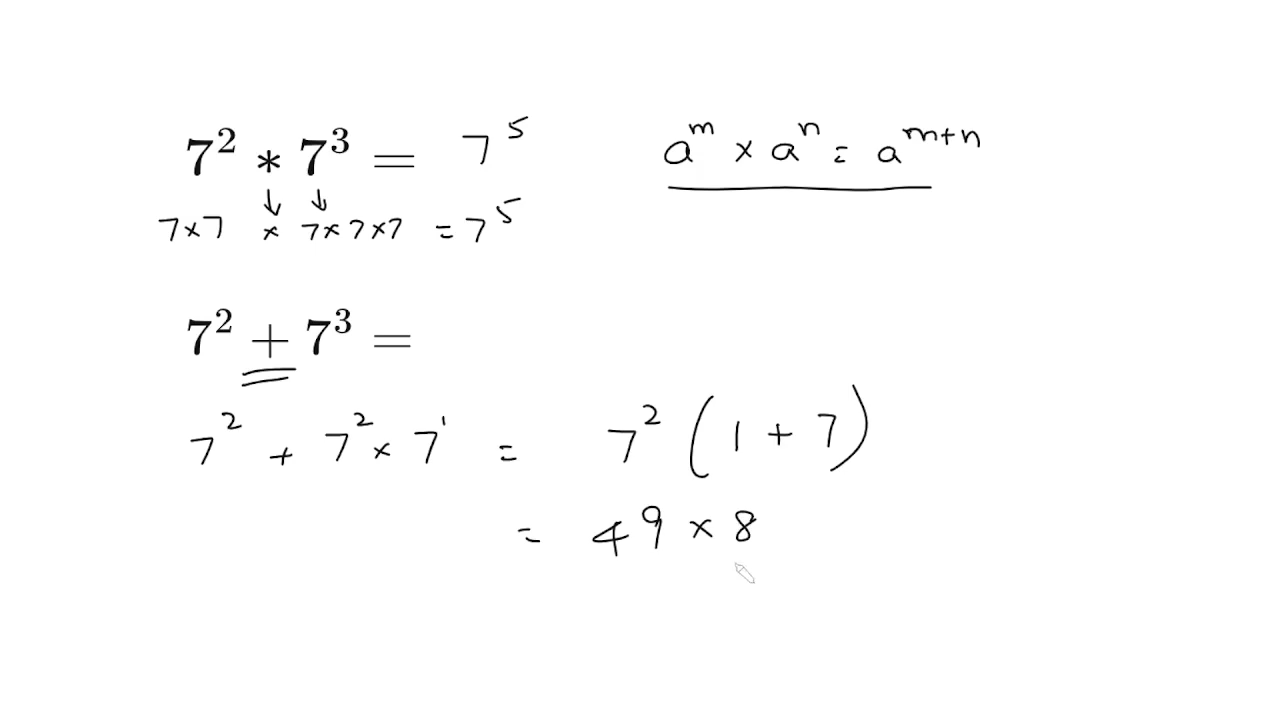 7² * 7³ = 7⁵
aᵐ × aⁿ = aᵐ⁺ⁿ
7×7 × 7×7×7 = 7⁵
7² + 7³ =
7² + 7² × 7¹ = 7² (1 + 7)
= 49 × 8